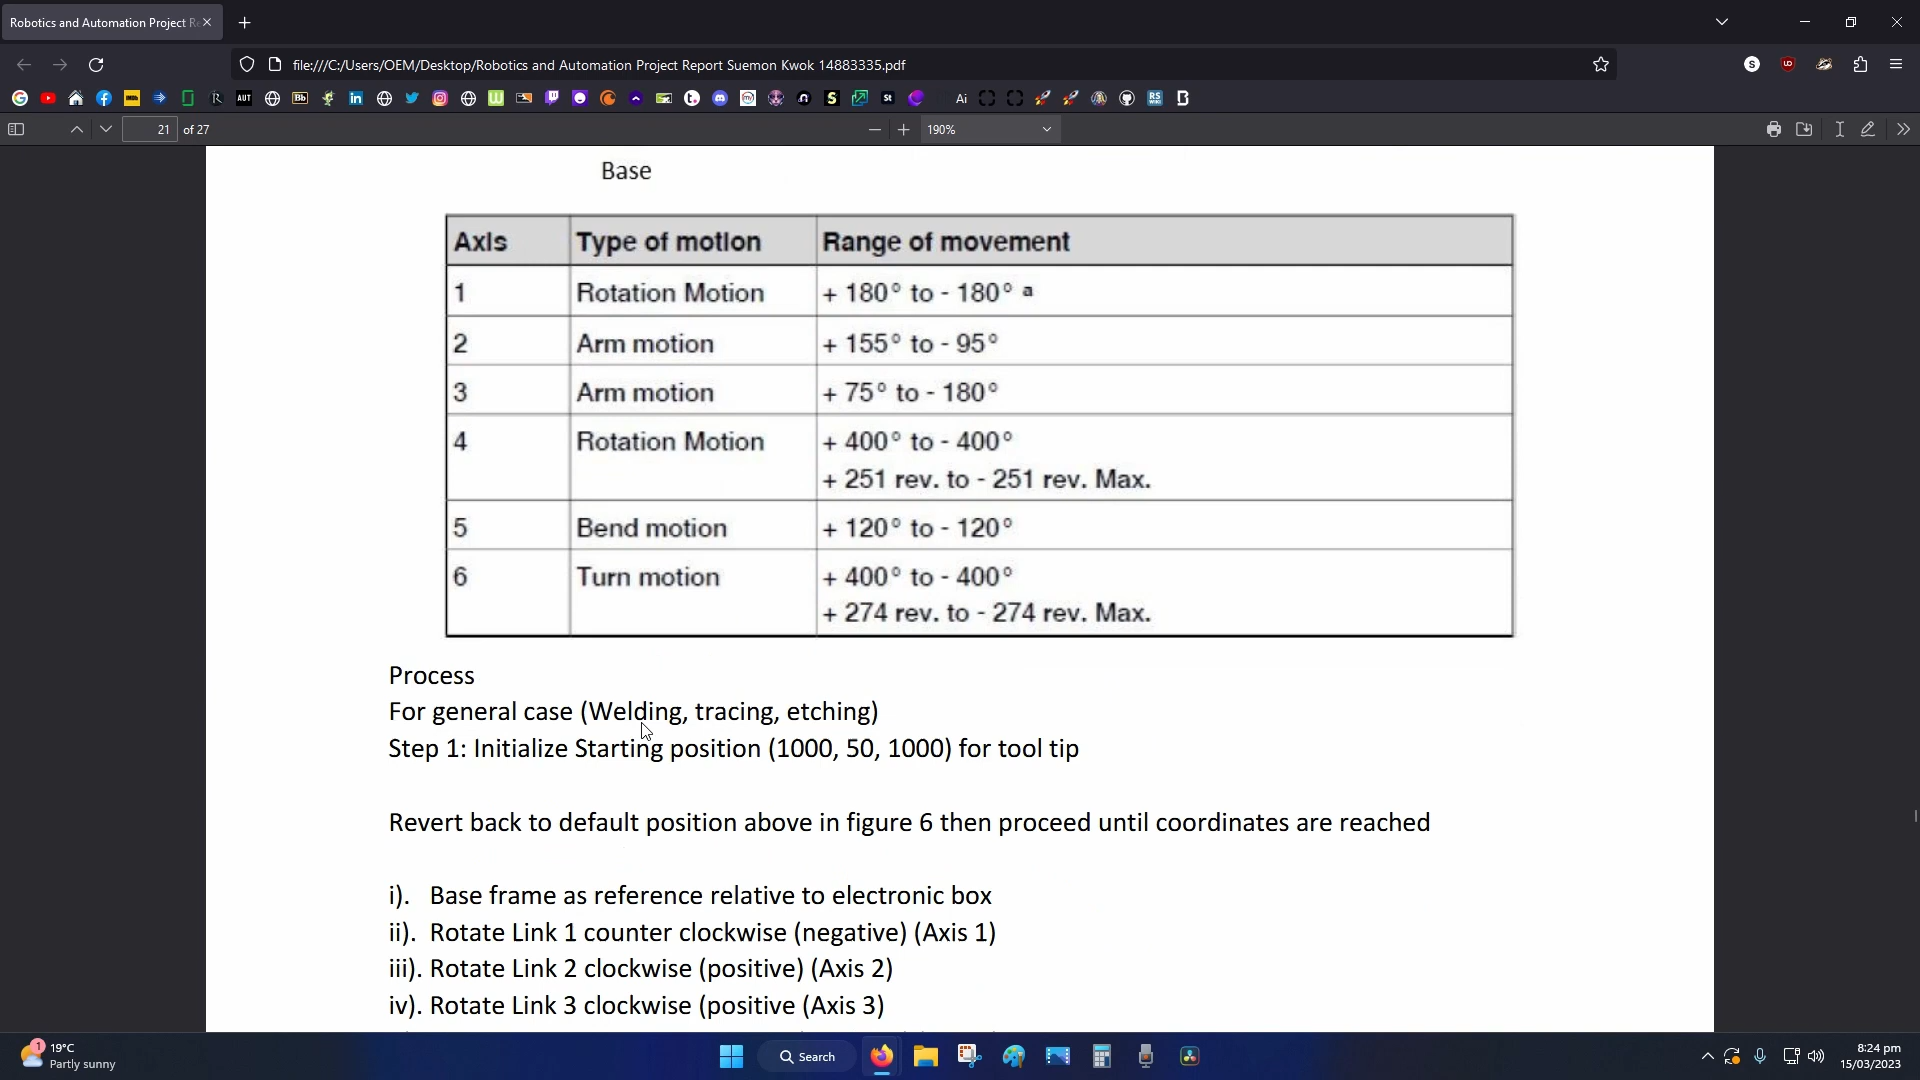 Robotics and Automation Project Re
file:///C:/Users/OEM/Desktop/Robotics and Automation Project Report Suemon Kwok 14883335.pdf
21 of 27
190%
Base
Axis Type of motion Range of movement
1 Rotation Motion + 180° to - 180° a
2 Arm motion + 155° to - 95°
3 Arm motion + 75° to - 180°
4 Rotation Motion + 400° to - 400°
+ 251 rev. to - 251 rev. Max.
5 Bend motion + 120° to - 120°
6 Turn motion + 400° to - 400°
+ 274 rev. to - 274 rev. Max.
Process
For general case (Welding, tracing, etching)
Step 1: Initialize Starting position (1000, 50, 1000) for tool tip
Revert back to default position above in figure 6 then proceed until coordinates are reached
i). Base frame as reference relative to electronic box
ii). Rotate Link 1 counter clockwise (negative) (Axis 1)
iii). Rotate Link 2 clockwise (positive) (Axis 2)
iv). Rotate Link 3 clockwise (positive (Axis 3)
1
19°C
Partly sunny
Search
8:24 pm
15/03/2023